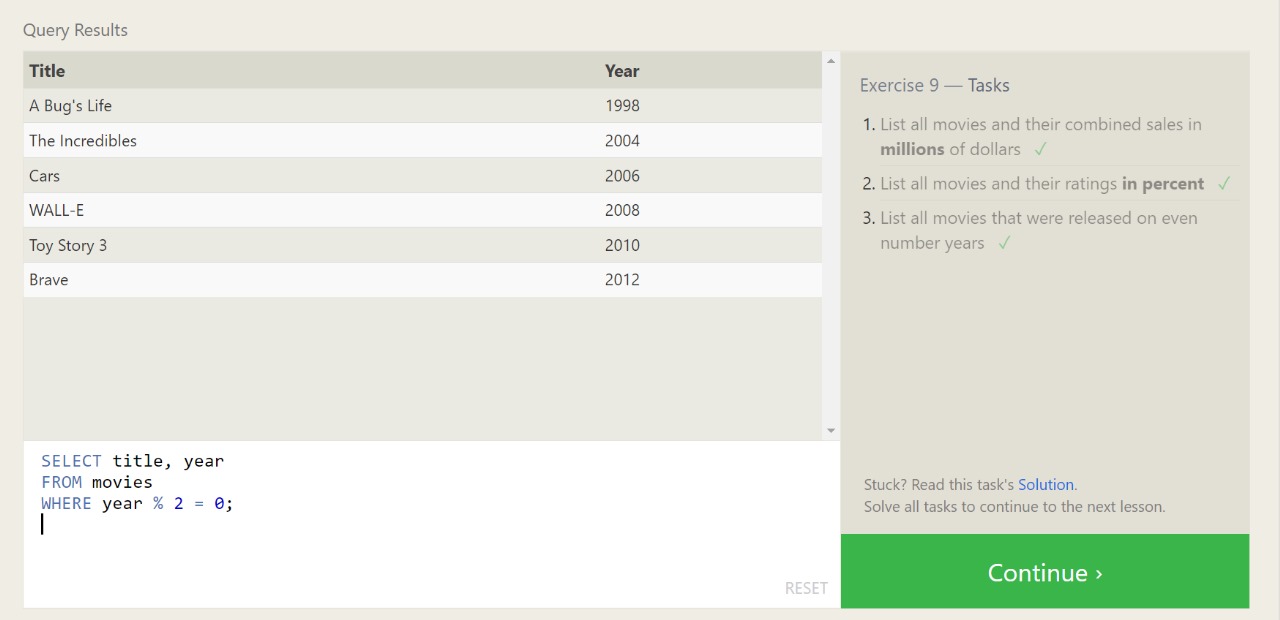 Query Results
Title Year
A Bug's Life 1998
The Incredibles 2004
Cars 2006
WALL-E 2008
Toy Story 3 2010
Brave 2012
SELECT title, year
FROM movies
WHERE year % 2 = 0;
RESET
Exercise 9 — Tasks
1. List all movies and their combined sales in
millions of dollars ✓
2. List all movies and their ratings in percent ✓
3. List all movies that were released on even
number years ✓
Stuck? Read this task's Solution.
Solve all tasks to continue to the next lesson.
Continue ›